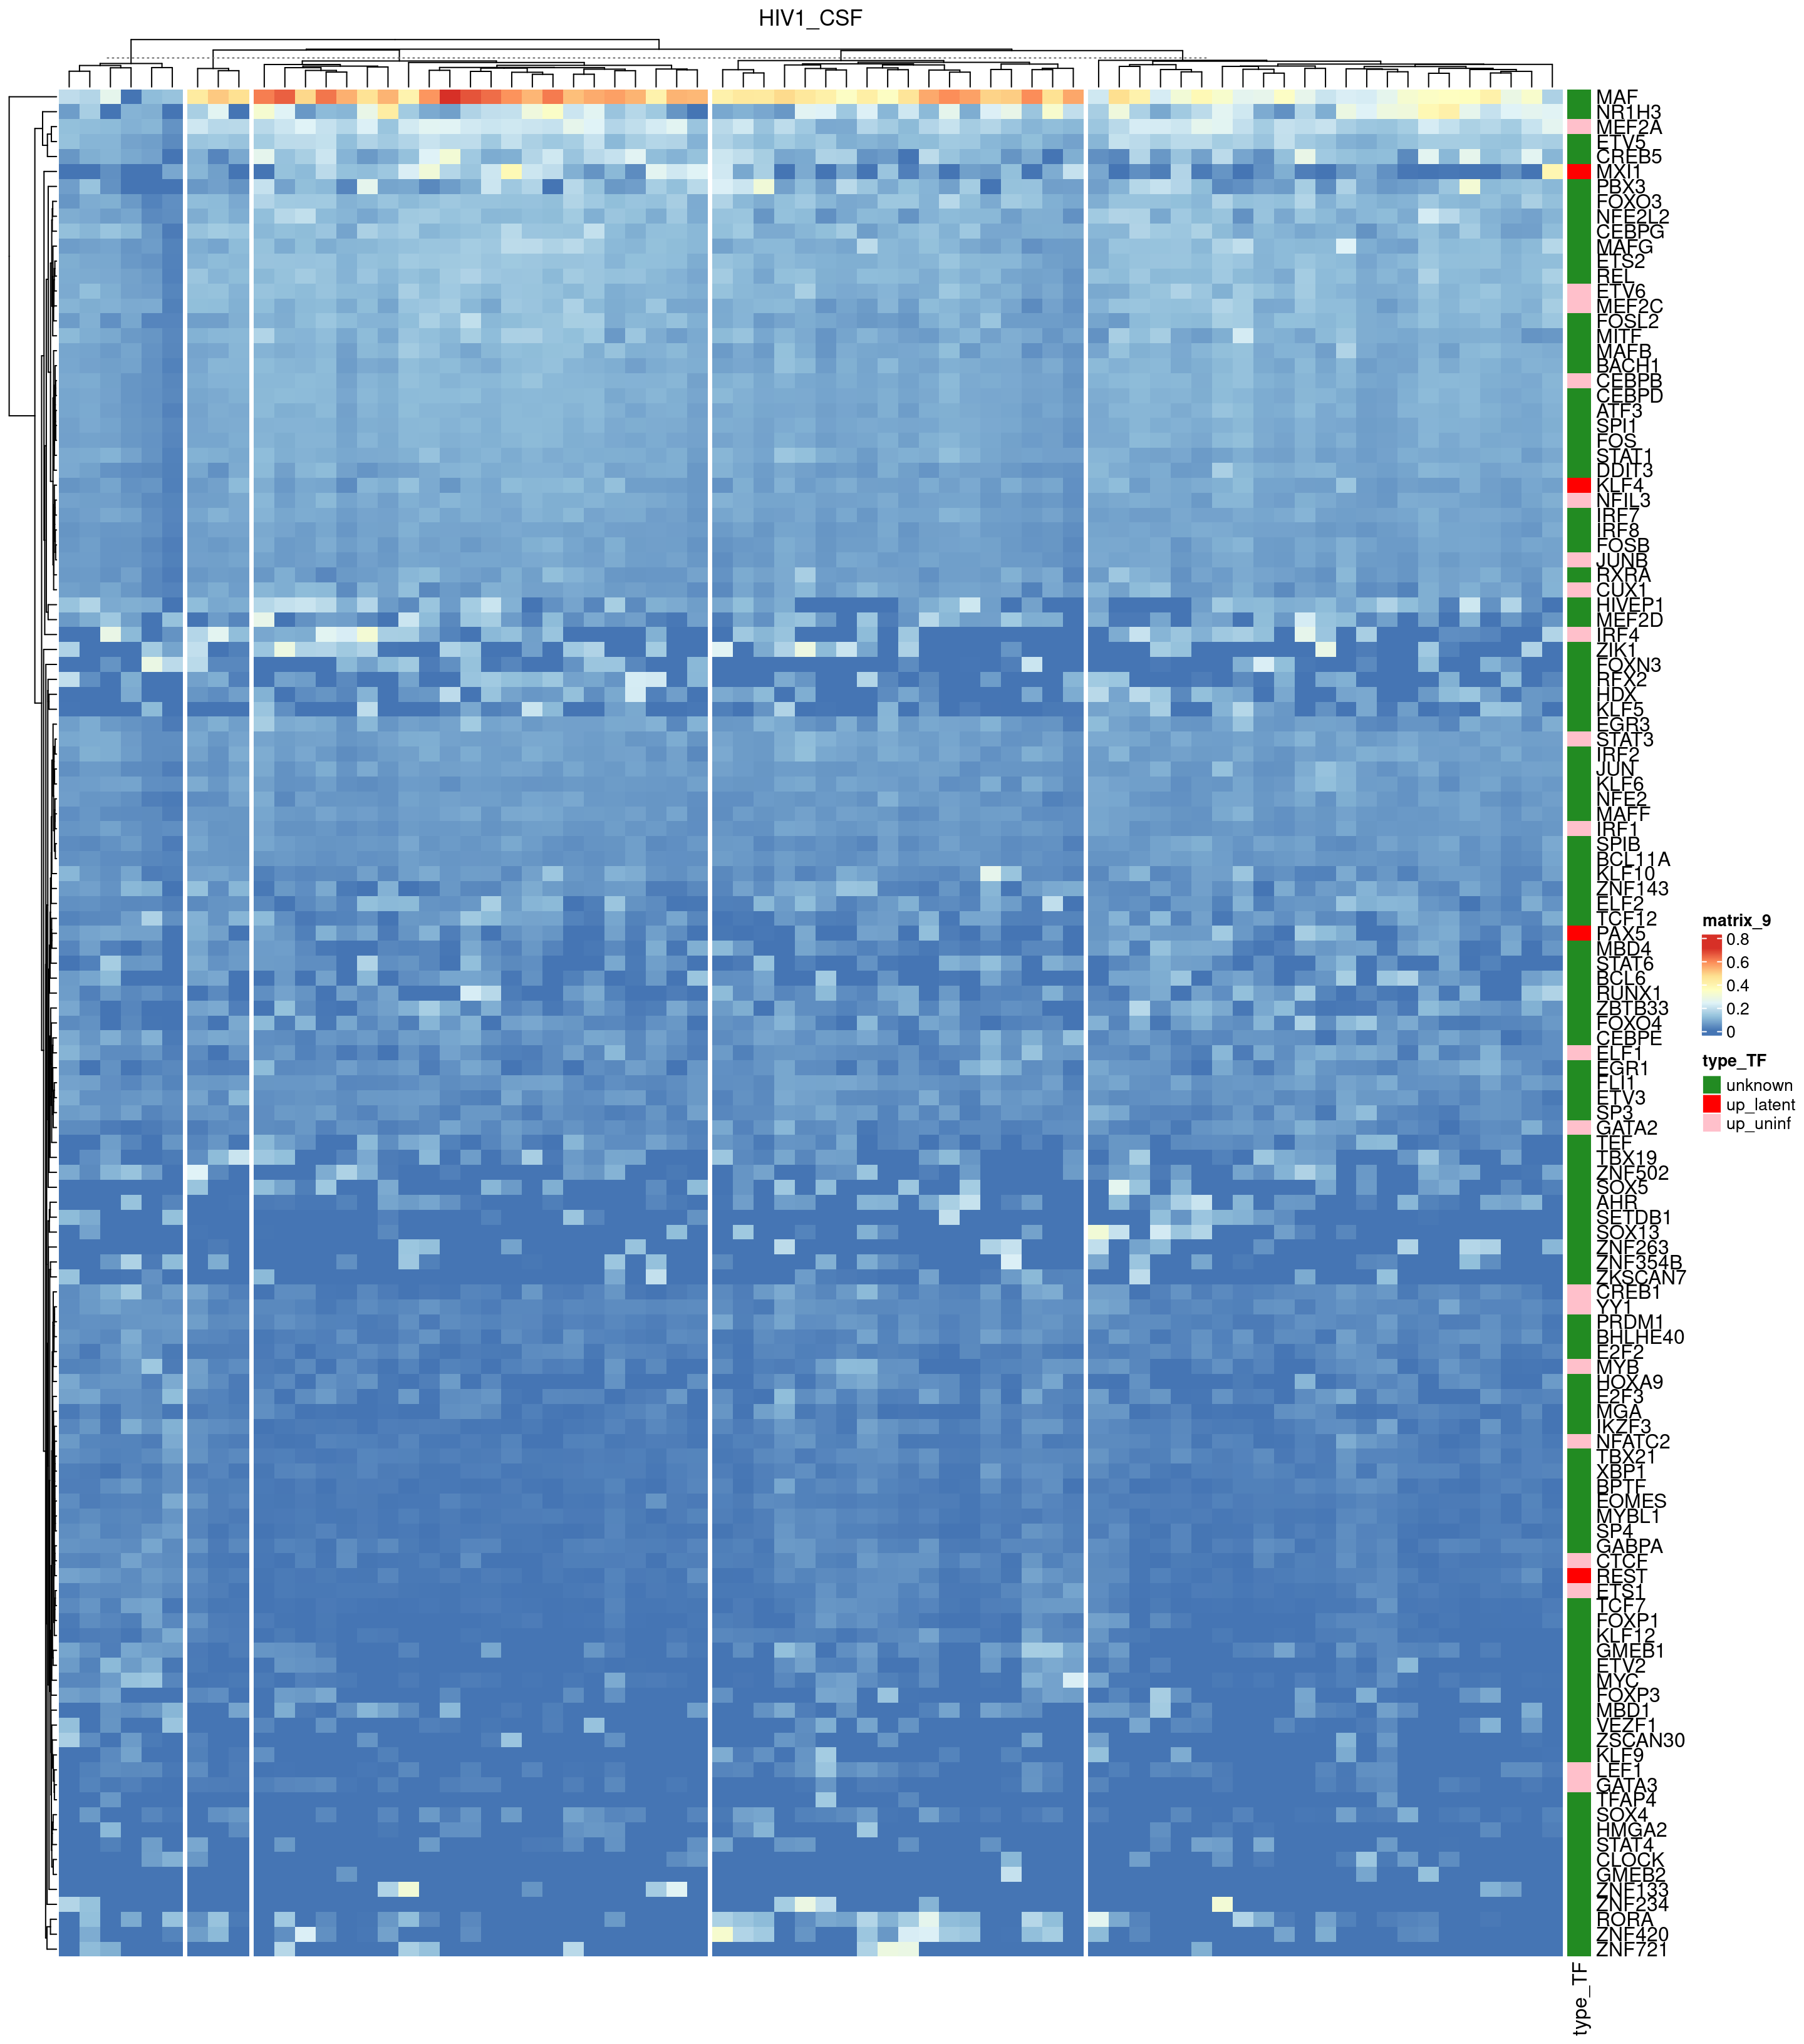 HIV1_CSF
MAF
NR1H3
MEF2A
ETV5
CREB5
MXI1
PBX3
FOXO3
NFE2L2
CEBPG
MAFG
ETS2
REL
ETV6
MEF2C
FOSL2
MITF
MAFB
BACH1
CEBPB
CEBPD
ATF3
SPI1
FOS
STAT1
DDIT3
KLF4
NFIL3
IRF7
IRF8
FOSB
JUNB
RXRA
CUX1
HIVEP1
MEF2D
IRF4
ZIK1
FOXN3
RFX2
HDX
KLF5
EGR3
STAT3
IRF2
JUN
KLF6
NFE2
MAFF
IRF1
SPIB
BCL11A
KLF10
ZNF143
ELF2
TCF12
PAX5
MBD4
STAT6
BCL6
RUNX1
ZBTB33
FOXO4
CEBPE
ELF1
EGR1
FLI1
ETV3
SP3
GATA2
TEF
TBX19
ZNF502
SOX5
AHR
SETDB1
SOX13
ZNF263
ZNF354B
ZKSCAN7
CREB1
YY1
PRDM1
BHLHE40
E2F2
MYB
HOXA9
E2F3
MGA
IKZF3
NFATC2
TBX21
XBP1
BPTF
EOMES
MYBL1
SP4
GABPA
CTCF
REST
ETS1
TCF7
FOXP1
KLF12
GMEB1
ETV2
MYC
FOXP3
MBD1
VEZF1
ZSCAN30
KLF9
LEF1
GATA3
TFAP4
SOX4
HMGA2
STAT4
CLOCK
GMEB2
ZNF133
ZNF234
RORA
ZNF420
ZNF721
type_TF
matrix_9
0.8
0.6
0.4
0.2
0
type_TF
unknown
up_latent
up_uninf